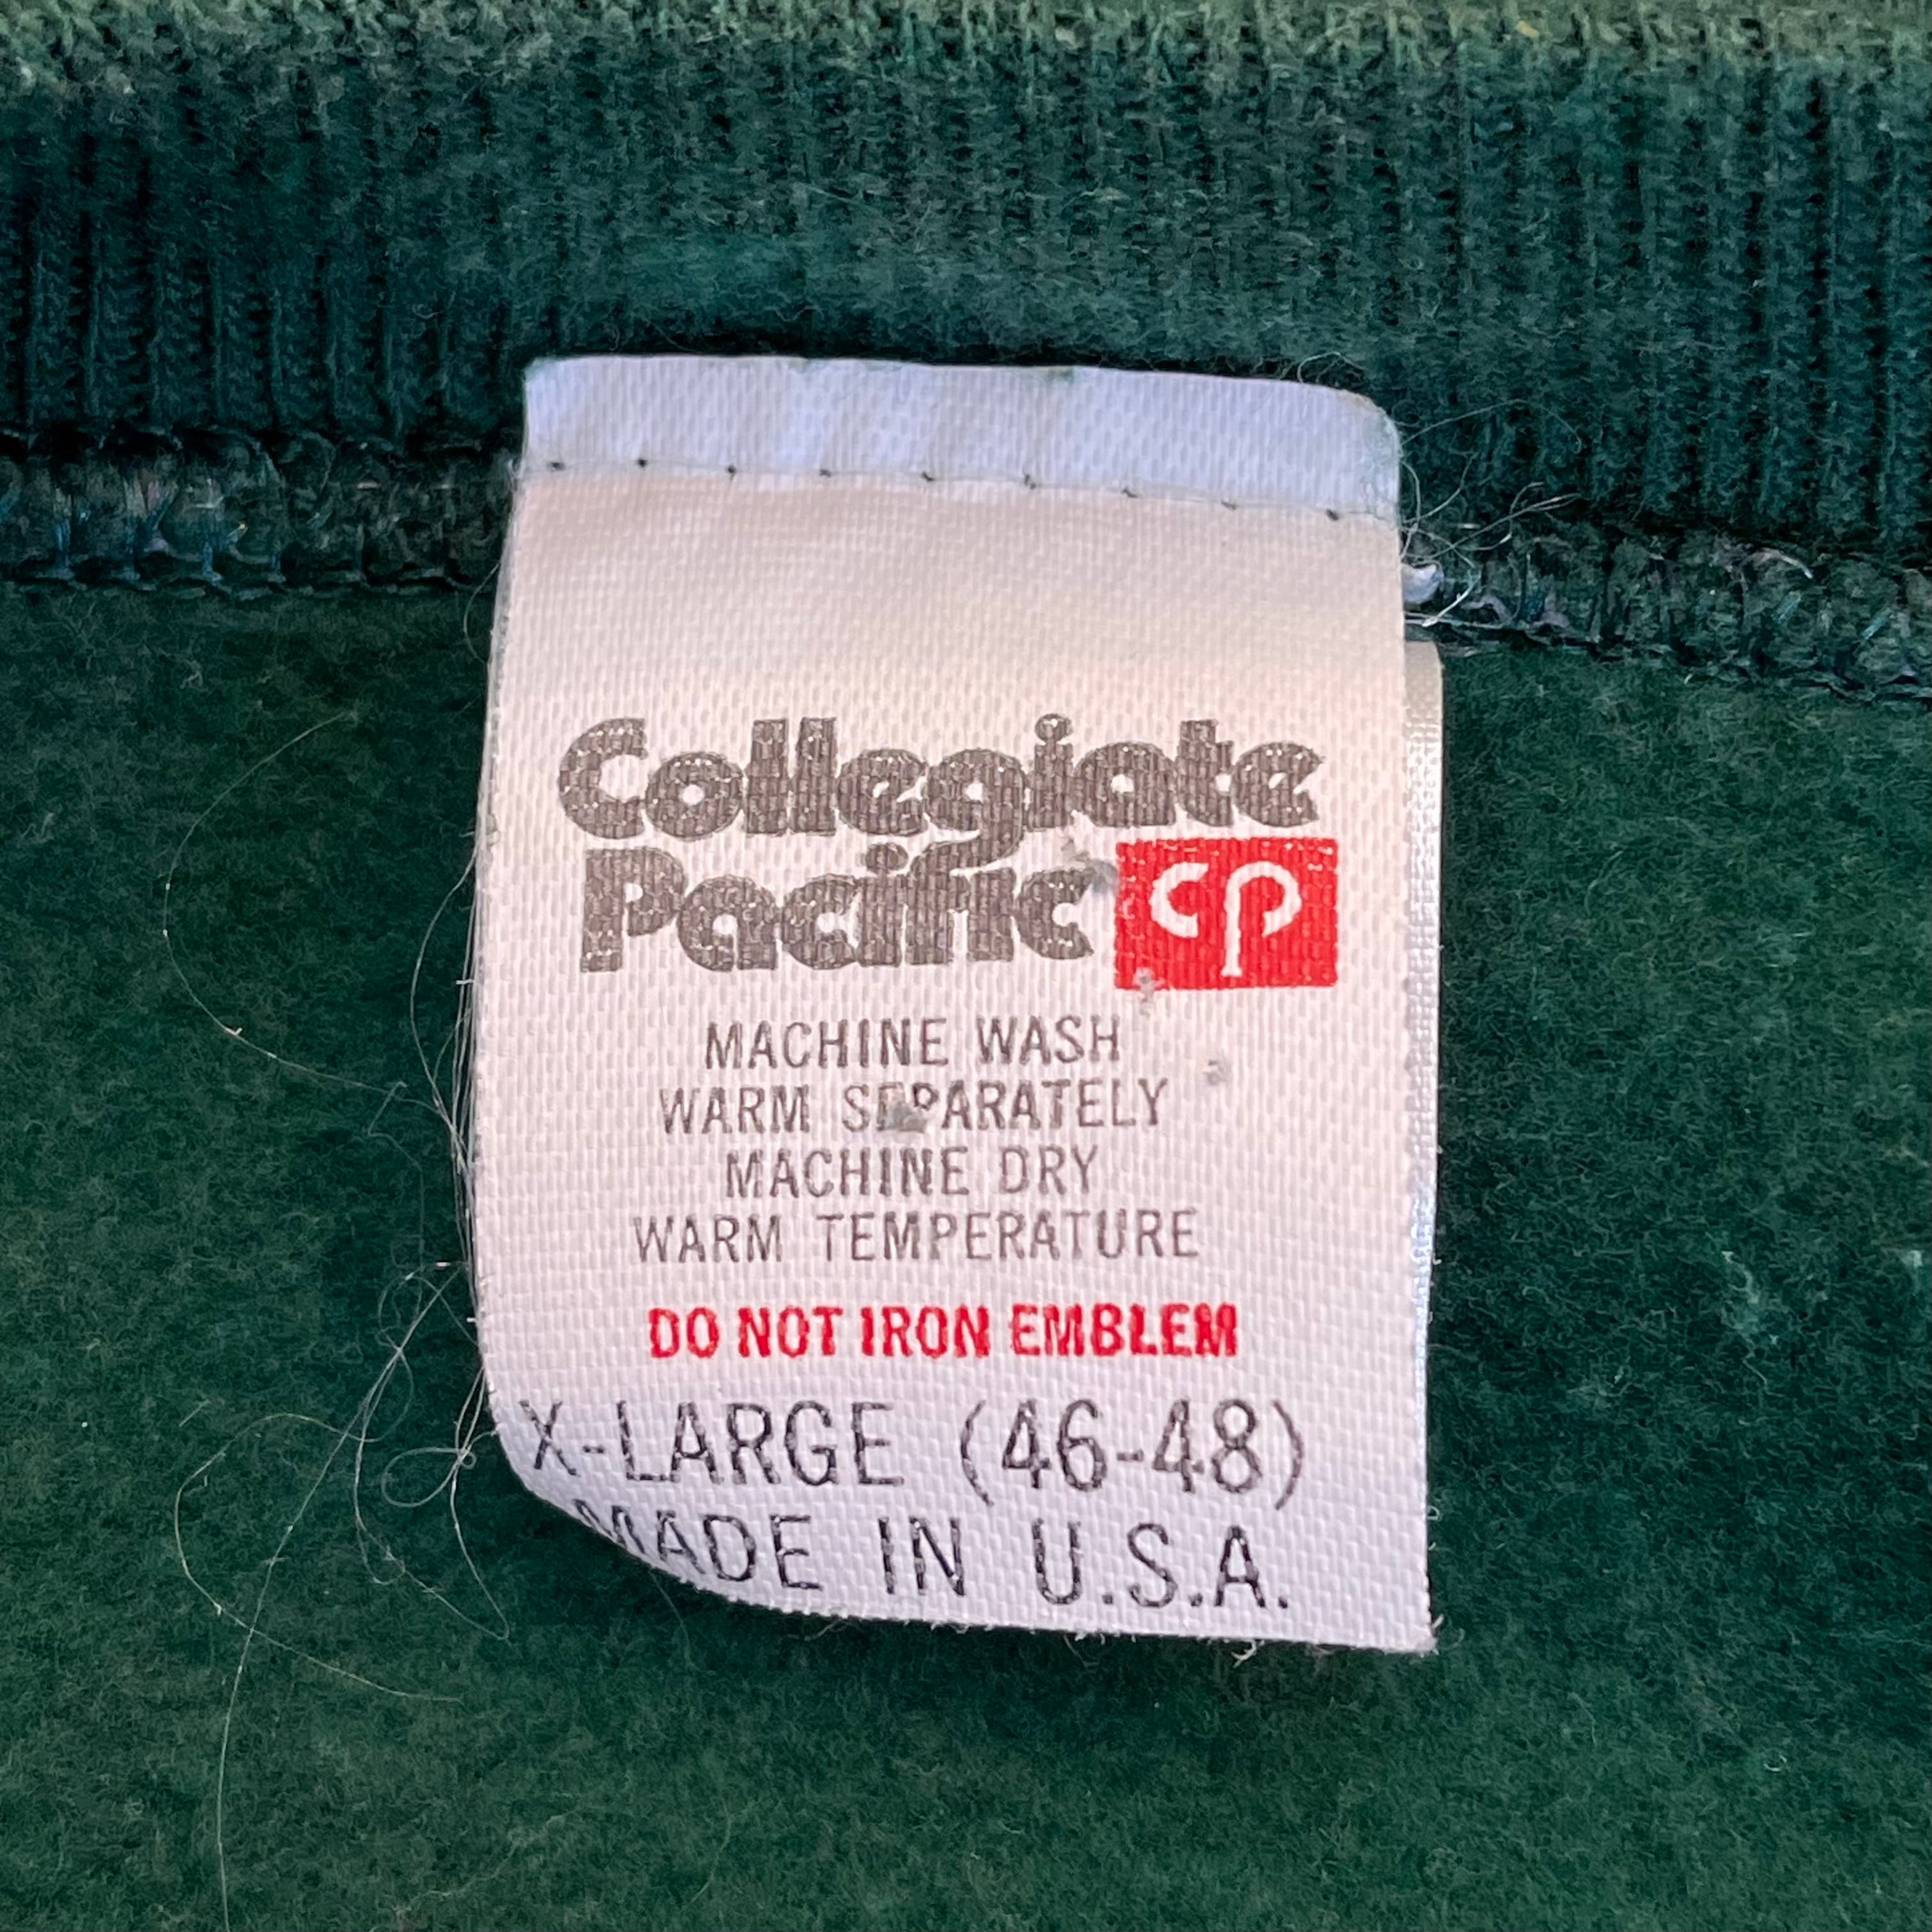 Collegiate
Pacific CP
MACHINE WASH
WARM SEPARATELY
MACHINE DRY
WARM TEMPERATURE
DO NOT IRON EMBLEM
X-LARGE (46-48)
MADE IN U.S.A.